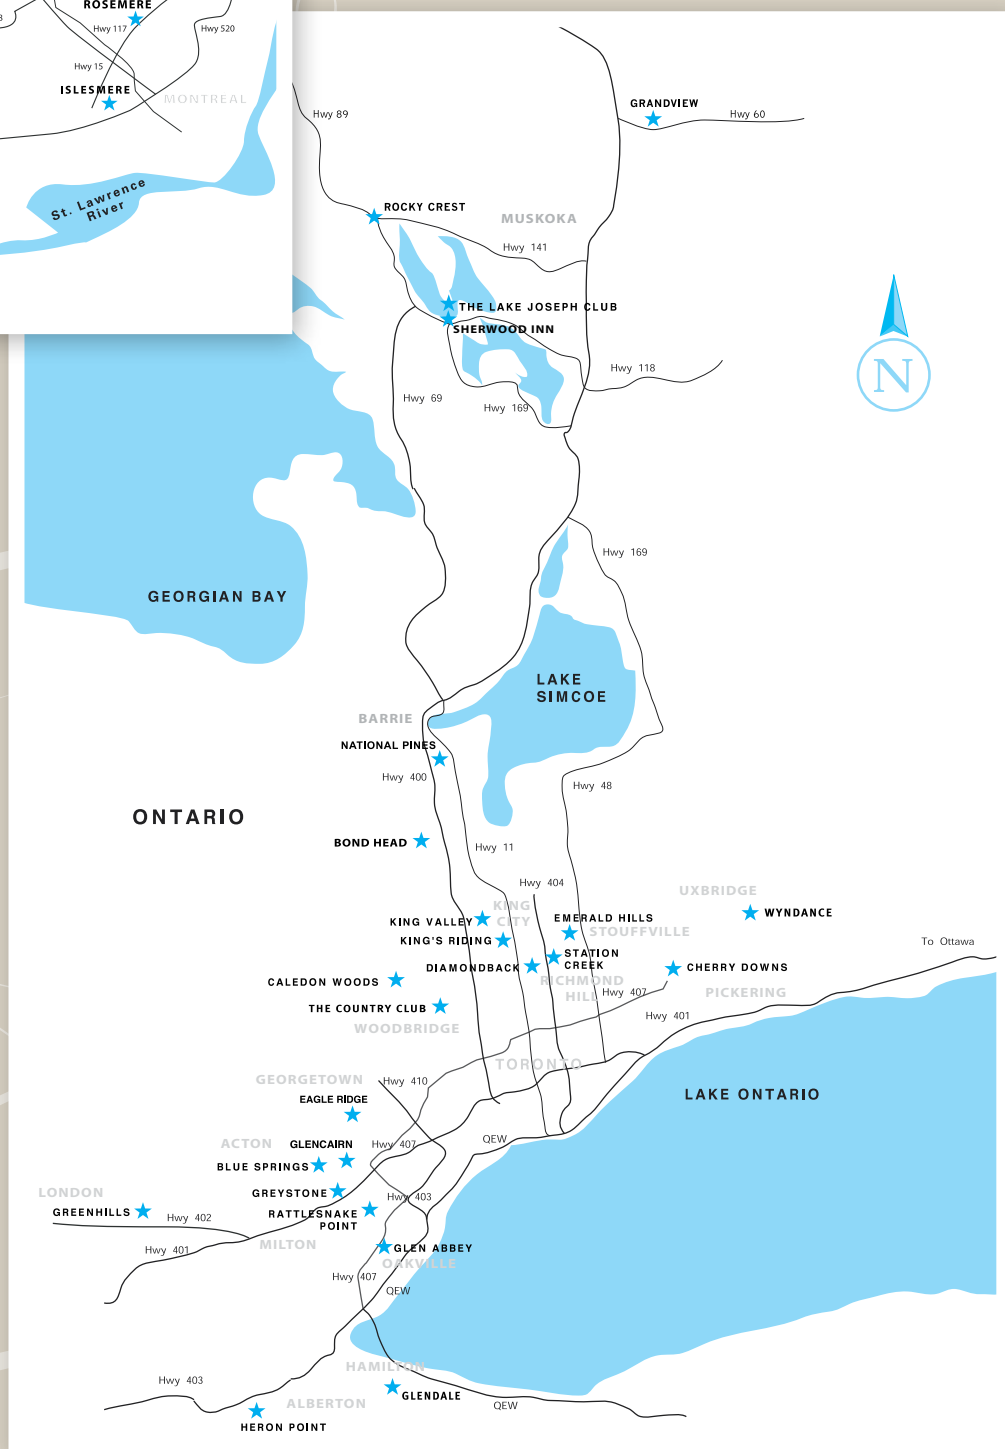 ROSEMERE
Hwy 117
Hwy 520
Hwy 15
ISLESMERE
MONTREAL
St. Lawrence
River
Hwy 89
GRANDVIEW
Hwy 60
ROCKY CREST
MUSKOKA
Hwy 141
THE LAKE JOSEPH CLUB
SHERWOOD INN
N
Hwy 118
Hwy 69
Hwy 169
Hwy 169
GEORGIAN BAY
LAKE
SIMCOE
BARRIE
NATIONAL PINES
Hwy 400
Hwy 48
ONTARIO
BOND HEAD
Hwy 11
Hwy 404
UXBRIDGE
KING
CITY
KING VALLEY
EMERALD HILLS
WYNDANCE
STOUFFVILLE
KING'S RIDING
To Ottawa
STATION
CREEK
DIAMONDBACK
CHERRY DOWNS
CALEDON WOODS
RICHMOND
HILL
Hwy 407
PICKERING
THE COUNTRY CLUB
Hwy 401
WOODBRIDGE
TORONTO
GEORGETOWN
Hwy 410
LAKE ONTARIO
EAGLE RIDGE
ACTON
GLENCAIRN
Hwy 407
QEW
BLUE SPRINGS
LONDON
GREYSTONE
Hwy 403
GREENHILLS
Hwy 402
RATTLESNAKE
POINT
MILTON
Hwy 401
GLEN ABBEY
OAKVILLE
Hwy 407
QEW
HAMILTON
Hwy 403
GLENDALE
ALBERTON
QEW
HERON POINT